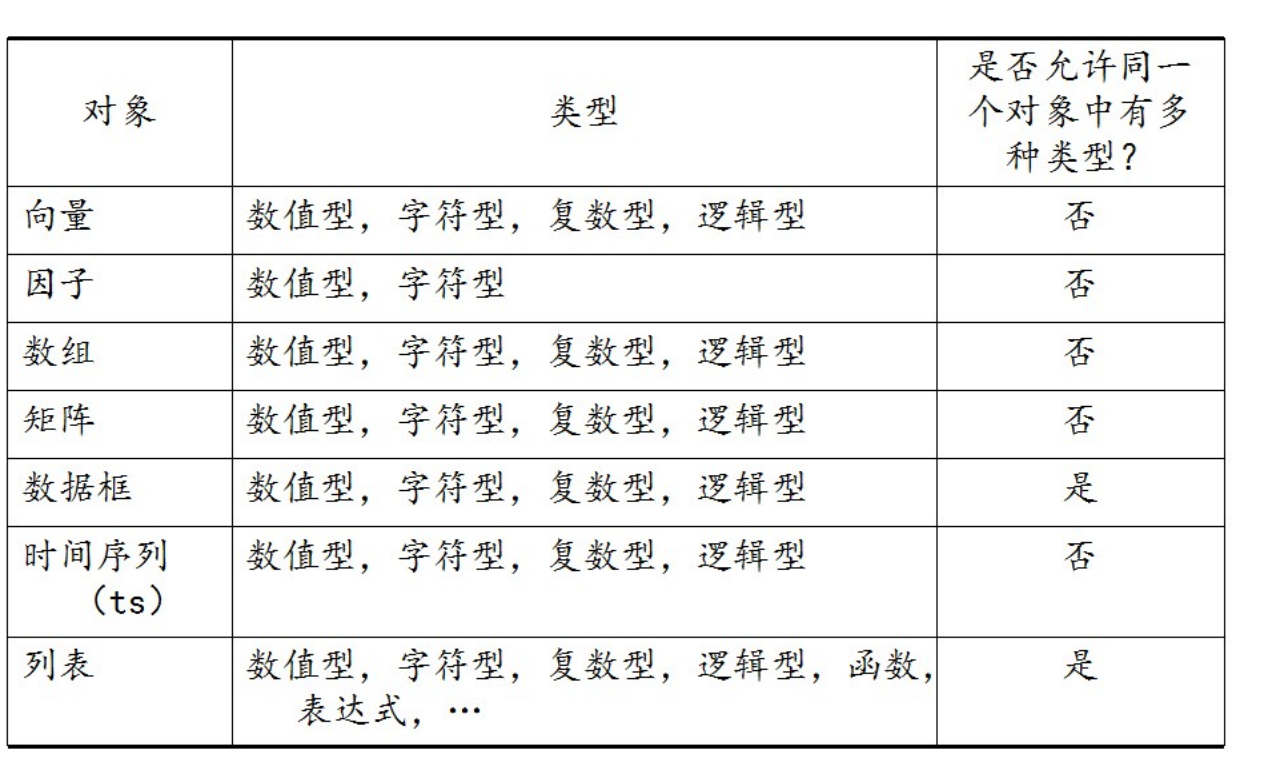 对象 类型 是否允许同一
个对象中有多
种类型?
向量 数值型，字符型，复数型，逻辑型 否
因子 数值型，字符型 否
数组 数值型，字符型，复数型，逻辑型 否
矩阵 数值型，字符型，复数型，逻辑型 否
数据框 数值型，字符型，复数型，逻辑型 是
时间序列 数值型，字符型，复数型，逻辑型 否
（ts）
列表 数值型，字符型，复数型，逻辑型，函数， 是
表达式，…